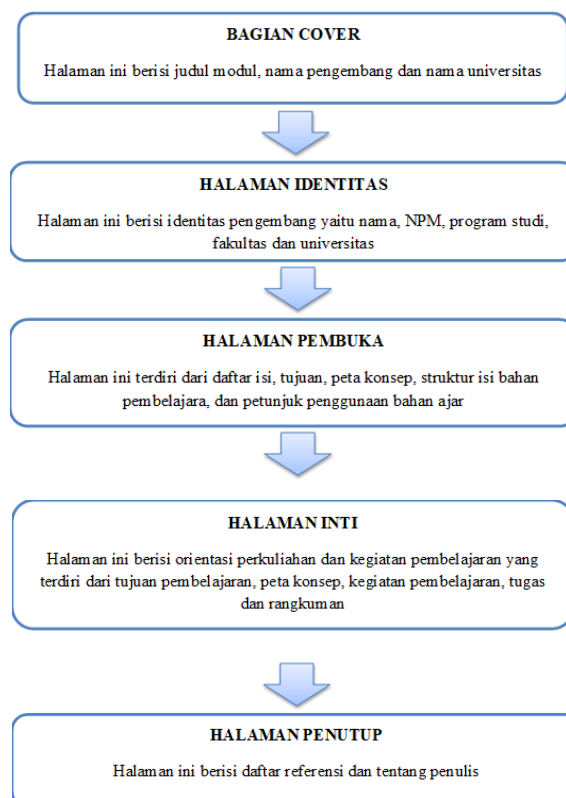 BAGIAN COVER
Halaman ini berisi judul modul, nama pengembang dan nama universitas
HALAMAN IDENTITAS
Halaman ini berisi identitas pengembang yaitu nama, NPM, program studi,
fakultas dan universitas
HALAMAN PEMBUKA
Halaman ini terdiri dari daftar isi, tujuan, peta konsep, struktur isi bahan
pembelajara, dan petunjuk penggunaan bahan ajar
HALAMAN INTI
Halaman ini berisi orientasi perkuliahan dan kegiatan pembelajaran yang
terdiri dari tujuan pembelajaran, peta konsep, kegiatan pembelajaran, tugas
dan rangkuman
HALAMAN PENUTUP
Halaman ini berisi daftar referensi dan tentang penulis